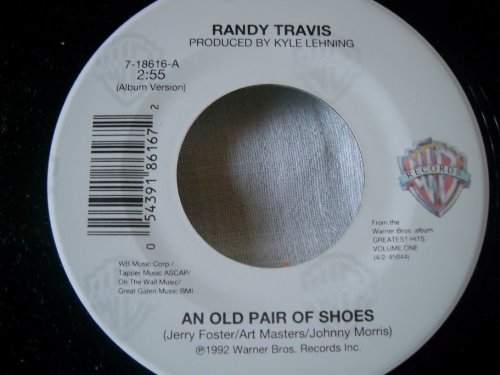 RANDY TRAVIS
PRODUCED BY KYLE LEHNING
7-18616-A
2:55
(Album Version)
0 54391 86167 2
WB RECORDS
From the
Warner Bros. album
GREATEST HITS
VOLUME ONE
(4/2-45044)
WB Music Corp./
Tapper Music ASCAP/
On The Wall Music/
Great Galen Music BMI
AN OLD PAIR OF SHOES
(Jerry Foster/Art Masters/Johnny Morris)
℗1992 Warner Bros. Records Inc.